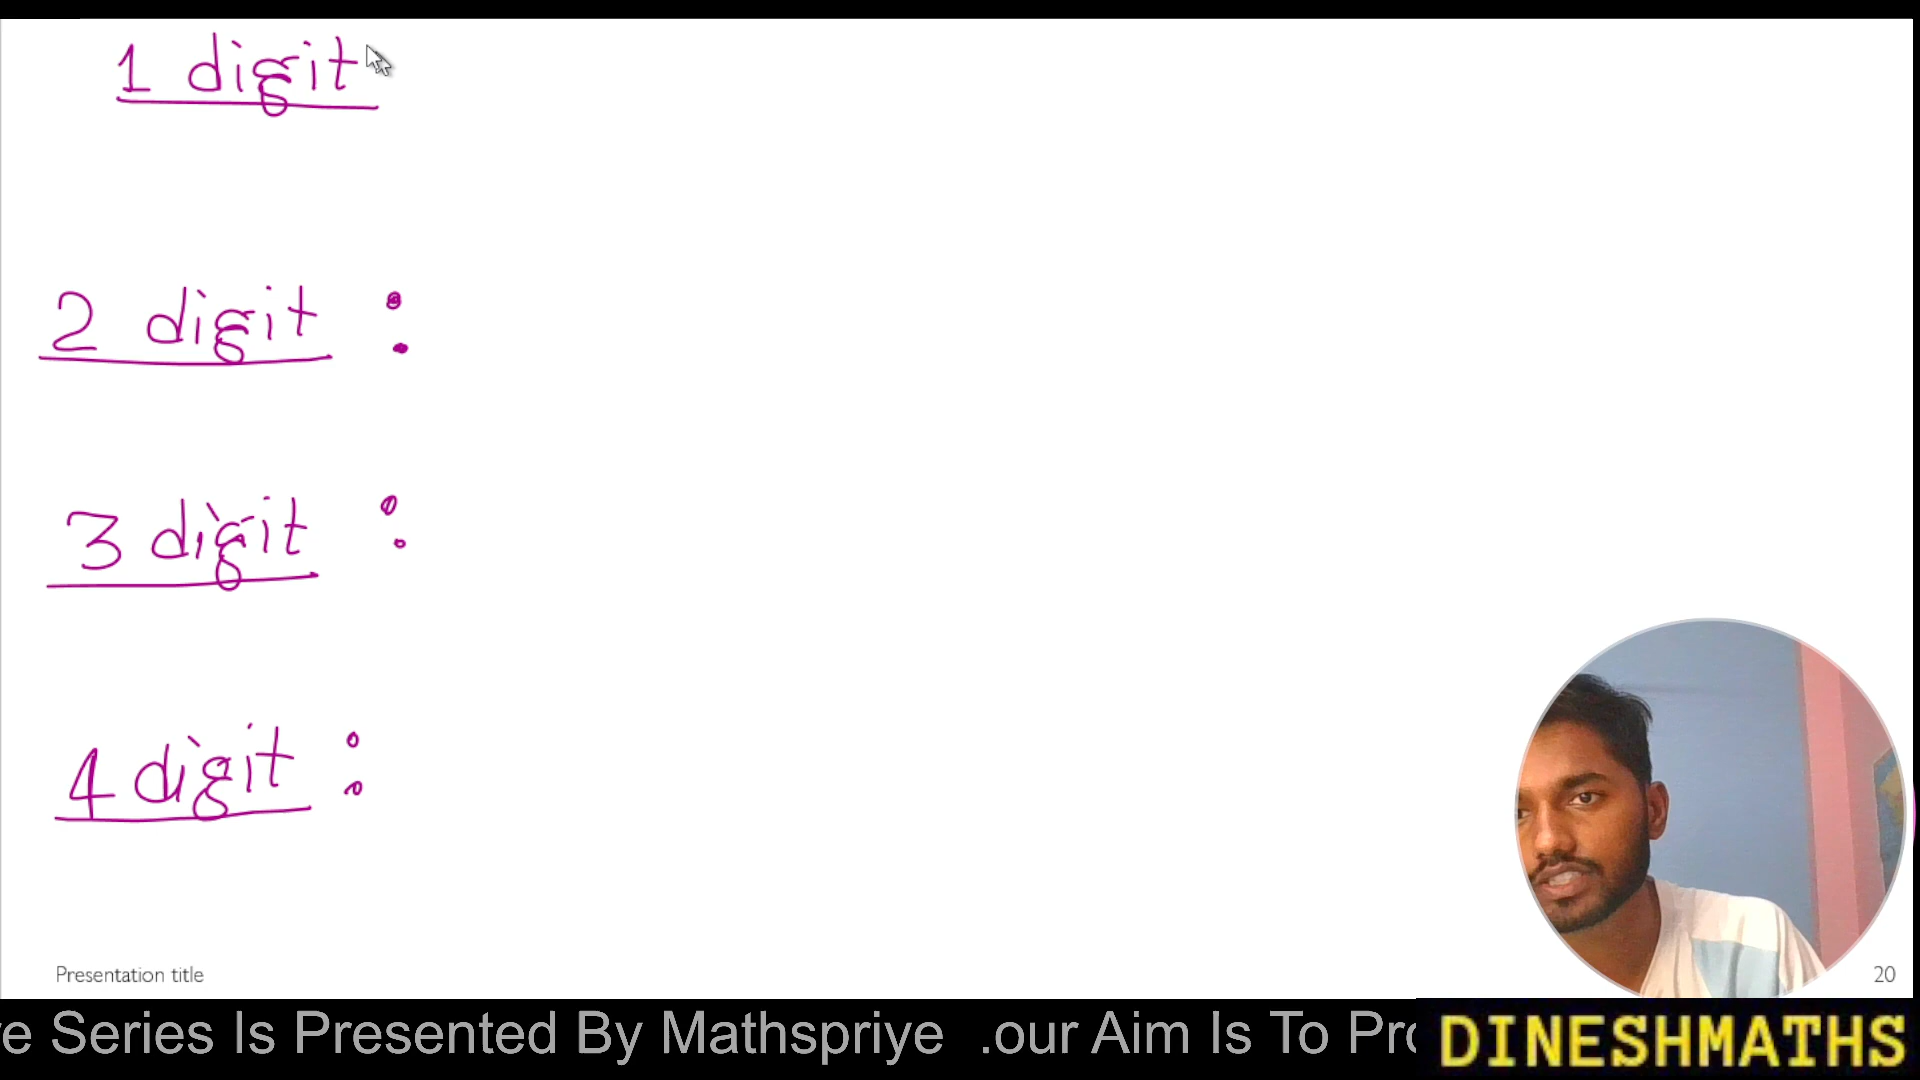 1 digit
2 digit :
3 digit :
4 digit :
Presentation title
20
e Series Is Presented By Mathspriye .our Aim Is To Pro
DINESHMATHS